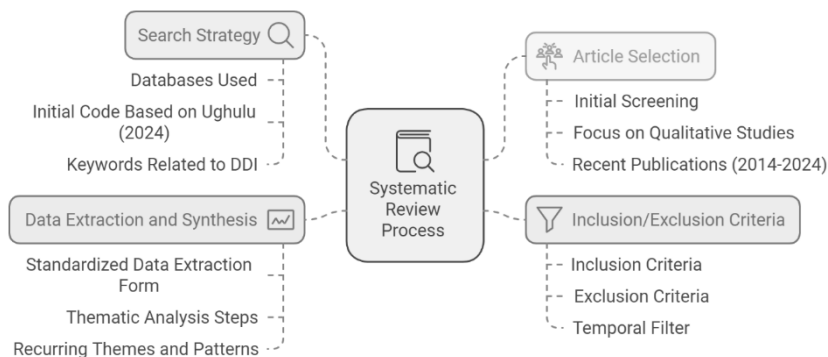 Search Strategy
Databases Used
Initial Code Based on Ughulu
(2024)
Keywords Related to DDI
Article Selection
Initial Screening
Focus on Qualitative Studies
Recent Publications (2014-2024)
Systematic
Review
Process
Data Extraction and Synthesis
Standardized Data Extraction
Form
Thematic Analysis Steps
Recurring Themes and Patterns
Inclusion/Exclusion Criteria
Inclusion Criteria
Exclusion Criteria
Temporal Filter